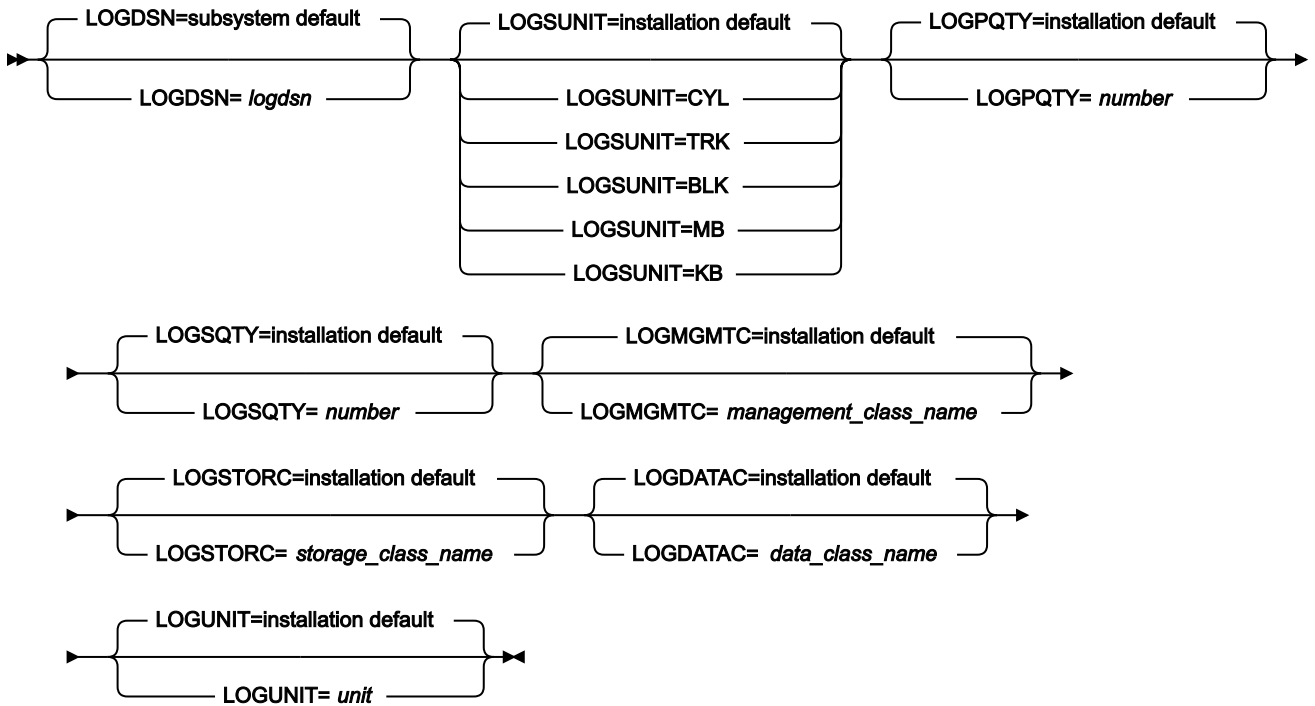 LOGDSN=subsystem default
LOGSUNIT=installation default
LOGPQTY=installation default
LOGDSN= logdsn
LOGSUNIT=CYL
LOGPQTY= number
LOGSUNIT=TRK
LOGSUNIT=BLK
LOGSUNIT=MB
LOGSUNIT=KB
LOGSQTY=installation default
LOGMGMTC=installation default
LOGSQTY= number
LOGMGMTC= management_class_name
LOGSTORC=installation default
LOGDATAC=installation default
LOGSTORC= storage_class_name
LOGDATAC= data_class_name
LOGUNIT=installation default
LOGUNIT= unit